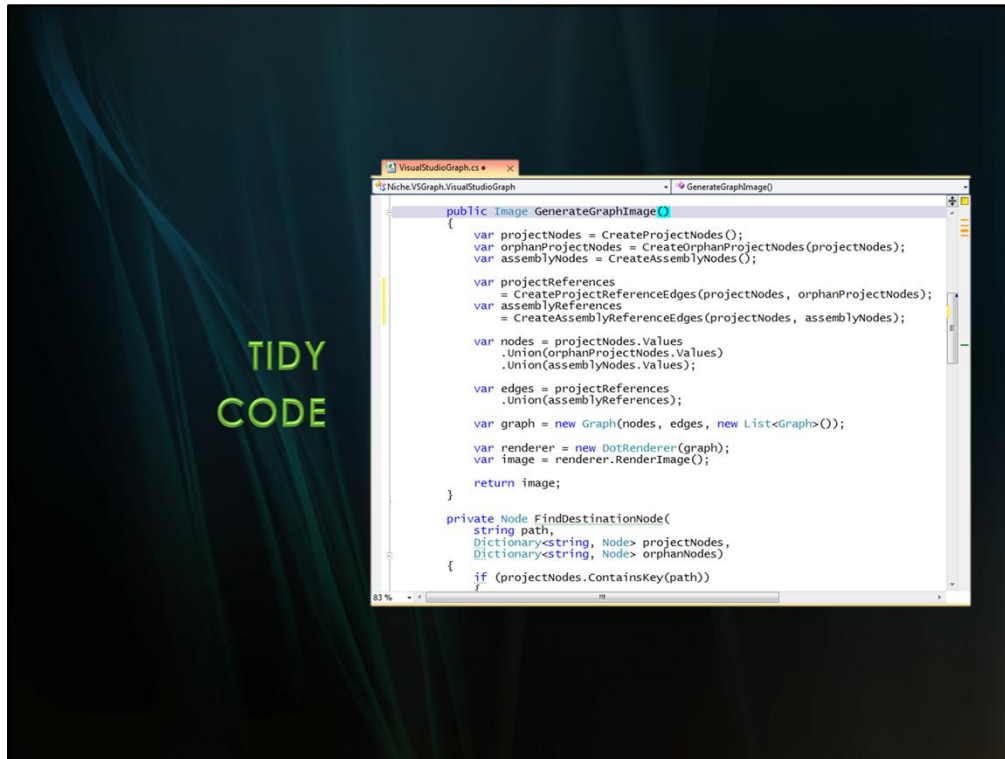 TIDY
CODE
VisualStudioGraph.cs
Niche.VSGraph.VisualStudioGraph
GenerateGraphImage()
public Image GenerateGraphImage()
{
var projectNodes = CreateProjectNodes();
var orphanProjectNodes = CreateOrphanProjectNodes(projectNodes);
var assemblyNodes = CreateAssemblyNodes();
var projectReferences
= CreateProjectReferenceEdges(projectNodes, orphanProjectNodes);
var assemblyReferences
= CreateAssemblyReferenceEdges(projectNodes, assemblyNodes);
var nodes = projectNodes.Values
.Union(orphanProjectNodes.Values)
.Union(assemblyNodes.Values);
var edges = projectReferences
.Union(assemblyReferences);
var graph = new Graph(nodes, edges, new List<Graph>());
var renderer = new DotRenderer(graph);
var image = renderer.RenderImage();
return image;
}
private Node FindDestinationNode(
string path,
Dictionary<string, Node> projectNodes,
Dictionary<string, Node> orphanNodes)
{
if (projectNodes.ContainsKey(path))
{
83 %